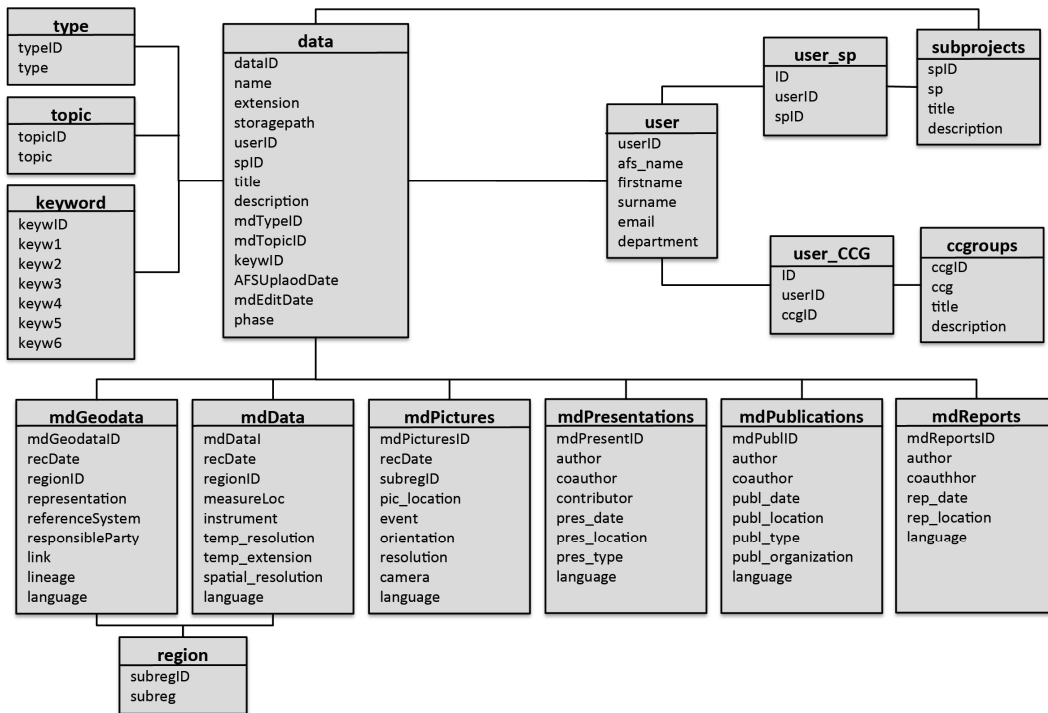 type
typeID
type
topic
topicID
topic
keyword
keywID
keyw1
keyw2
keyw3
keyw4
keyw5
keyw6
data
dataID
name
extension
storagepath
userID
spID
title
description
mdTypeID
mdTopicID
keywID
AFSUplaodDate
mdEditDate
phase
user
userID
afs_name
firstname
surname
email
department
user_sp
ID
userID
spID
subprojects
spID
sp
title
description
user_CCG
ID
userID
ccgID
ccgroups
ccgID
ccg
title
description
mdGeodata
mdGeodataID
recDate
regionID
representation
referenceSystem
responsibleParty
link
lineage
language
mdData
mdDataI
recDate
regionID
measureLoc
instrument
temp_resolution
temp_extension
spatial_resolution
language
mdPictures
mdPicturesID
recDate
subregID
pic_location
event
orientation
resolution
camera
language
mdPresentations
mdPresentID
author
coauthor
contributor
pres_date
pres_location
pres_type
language
mdPublications
mdPublID
author
coauthor
publ_date
publ_location
publ_type
publ_organization
language
mdReports
mdReportsID
author
coauthhor
rep_date
rep_location
language
region
subregID
subreg